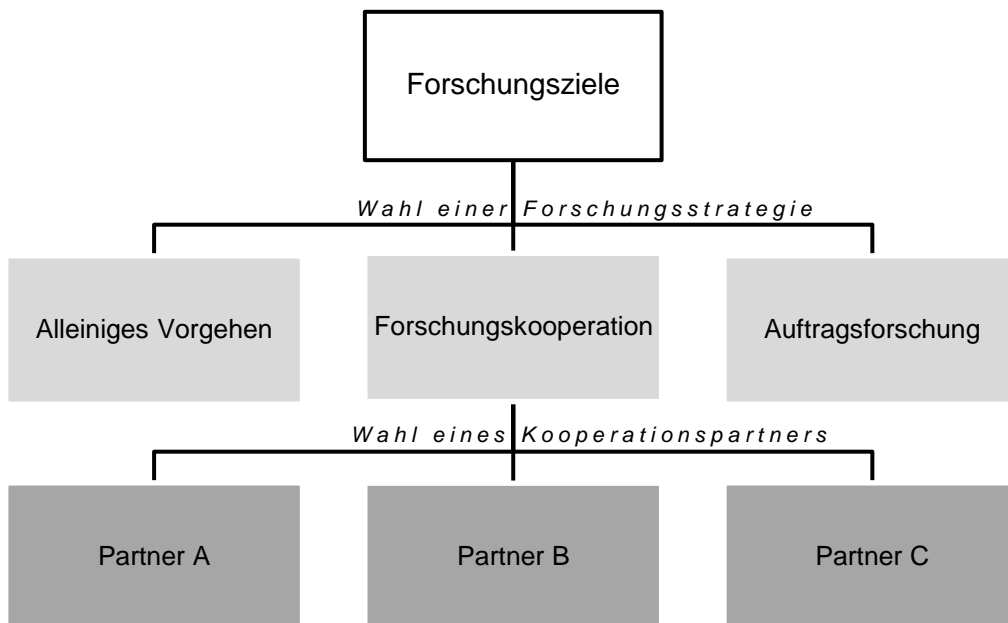 Forschungsziele
Wahl einer Forschungsstrategie
Alleiniges Vorgehen
Forschungskooperation
Auftragsforschung
Wahl eines Kooperationspartners
Partner A
Partner B
Partner C